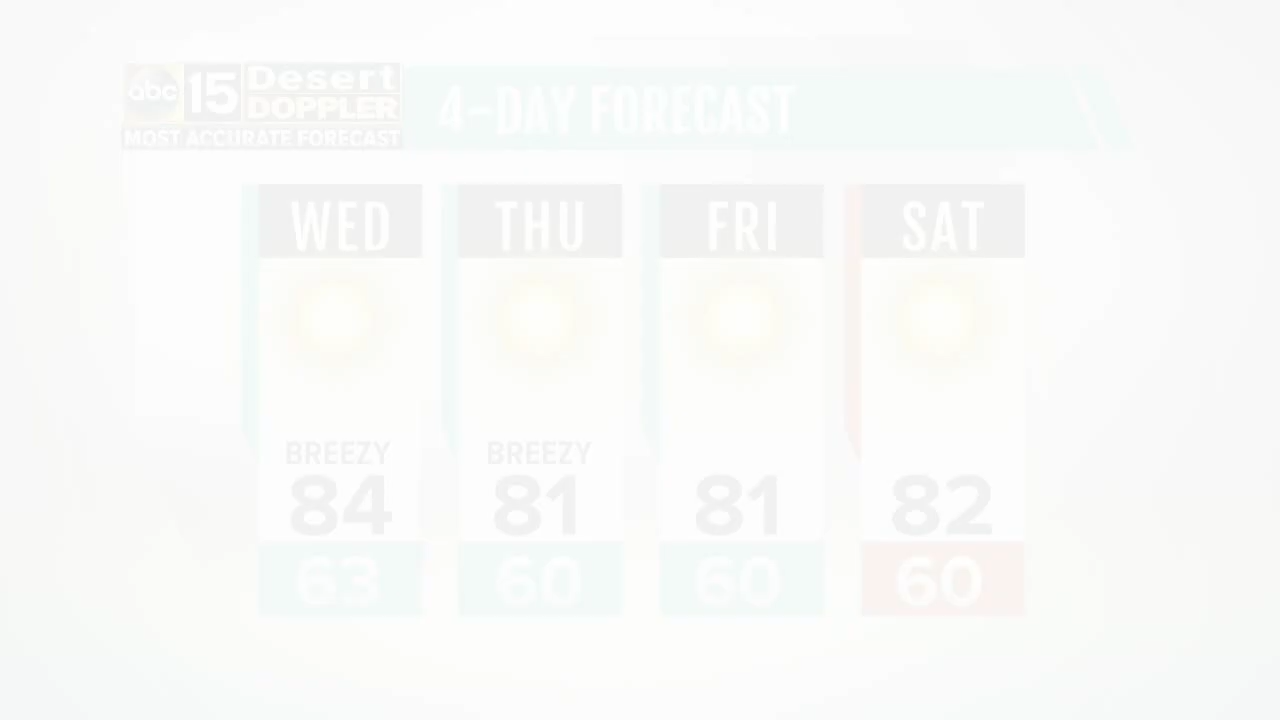 abc 15 Desert DOPPLER
MOST ACCURATE FORECAST
4-DAY FORECAST
WED THU FRI SAT
BREEZY BREEZY
84 81 81 82
63 60 60 60